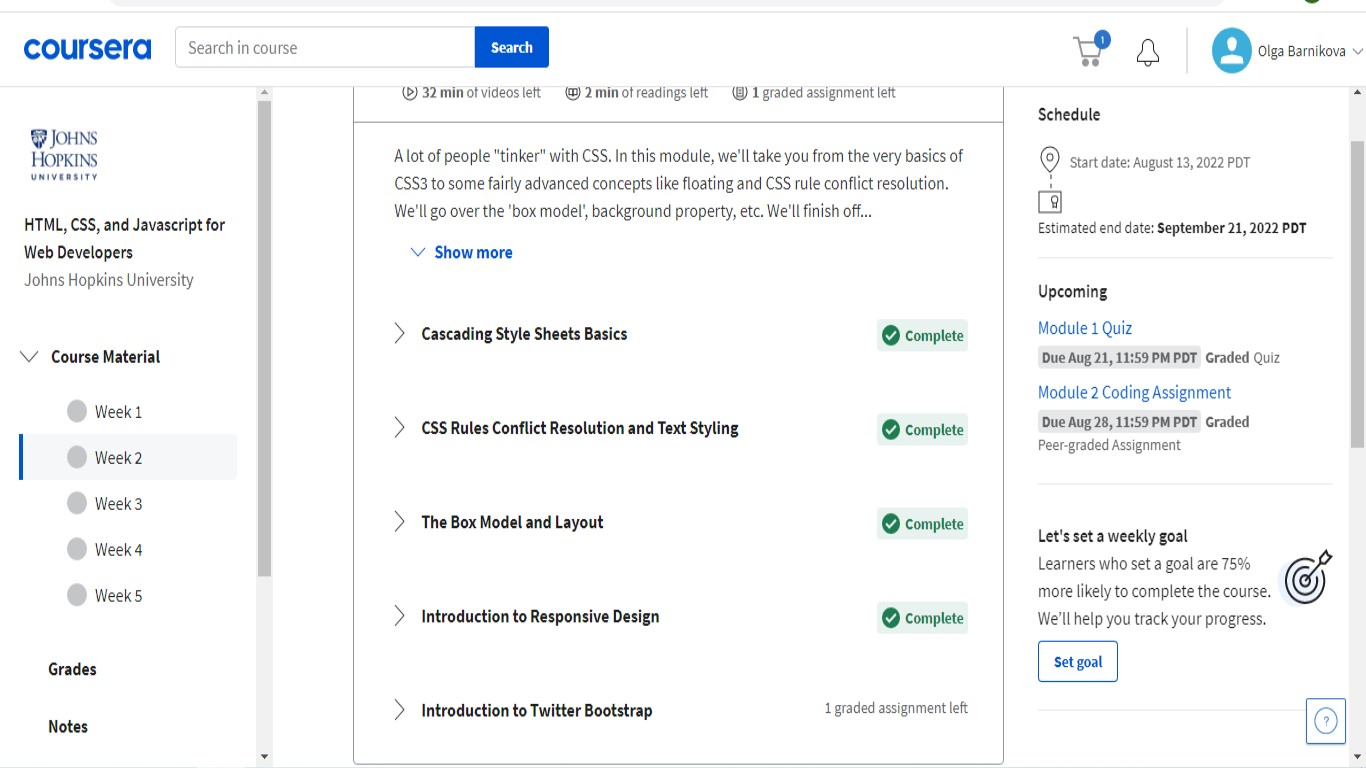 coursera
Search in course
Search
1
Olga Barnikova
JOHNS
HOPKINS
UNIVERSITY
HTML, CSS, and Javascript for
Web Developers
Johns Hopkins University
Course Material
Week 1
Week 2
Week 3
Week 4
Week 5
Grades
Notes
32 min of videos left
2 min of readings left
1 graded assignment left
A lot of people "tinker" with CSS. In this module, we'll take you from the very basics of
CSS3 to some fairly advanced concepts like floating and CSS rule conflict resolution.
We'll go over the 'box model', background property, etc. We'll finish off...
Show more
Cascading Style Sheets Basics
Complete
CSS Rules Conflict Resolution and Text Styling
Complete
The Box Model and Layout
Complete
Introduction to Responsive Design
Complete
Introduction to Twitter Bootstrap
1 graded assignment left
Schedule
Start date: August 13, 2022 PDT
Estimated end date: September 21, 2022 PDT
Upcoming
Module 1 Quiz
Due Aug 21, 11:59 PM PDT Graded Quiz
Module 2 Coding Assignment
Due Aug 28, 11:59 PM PDT Graded
Peer-graded Assignment
Let's set a weekly goal
Learners who set a goal are 75%
more likely to complete the course.
We'll help you track your progress.
Set goal
?